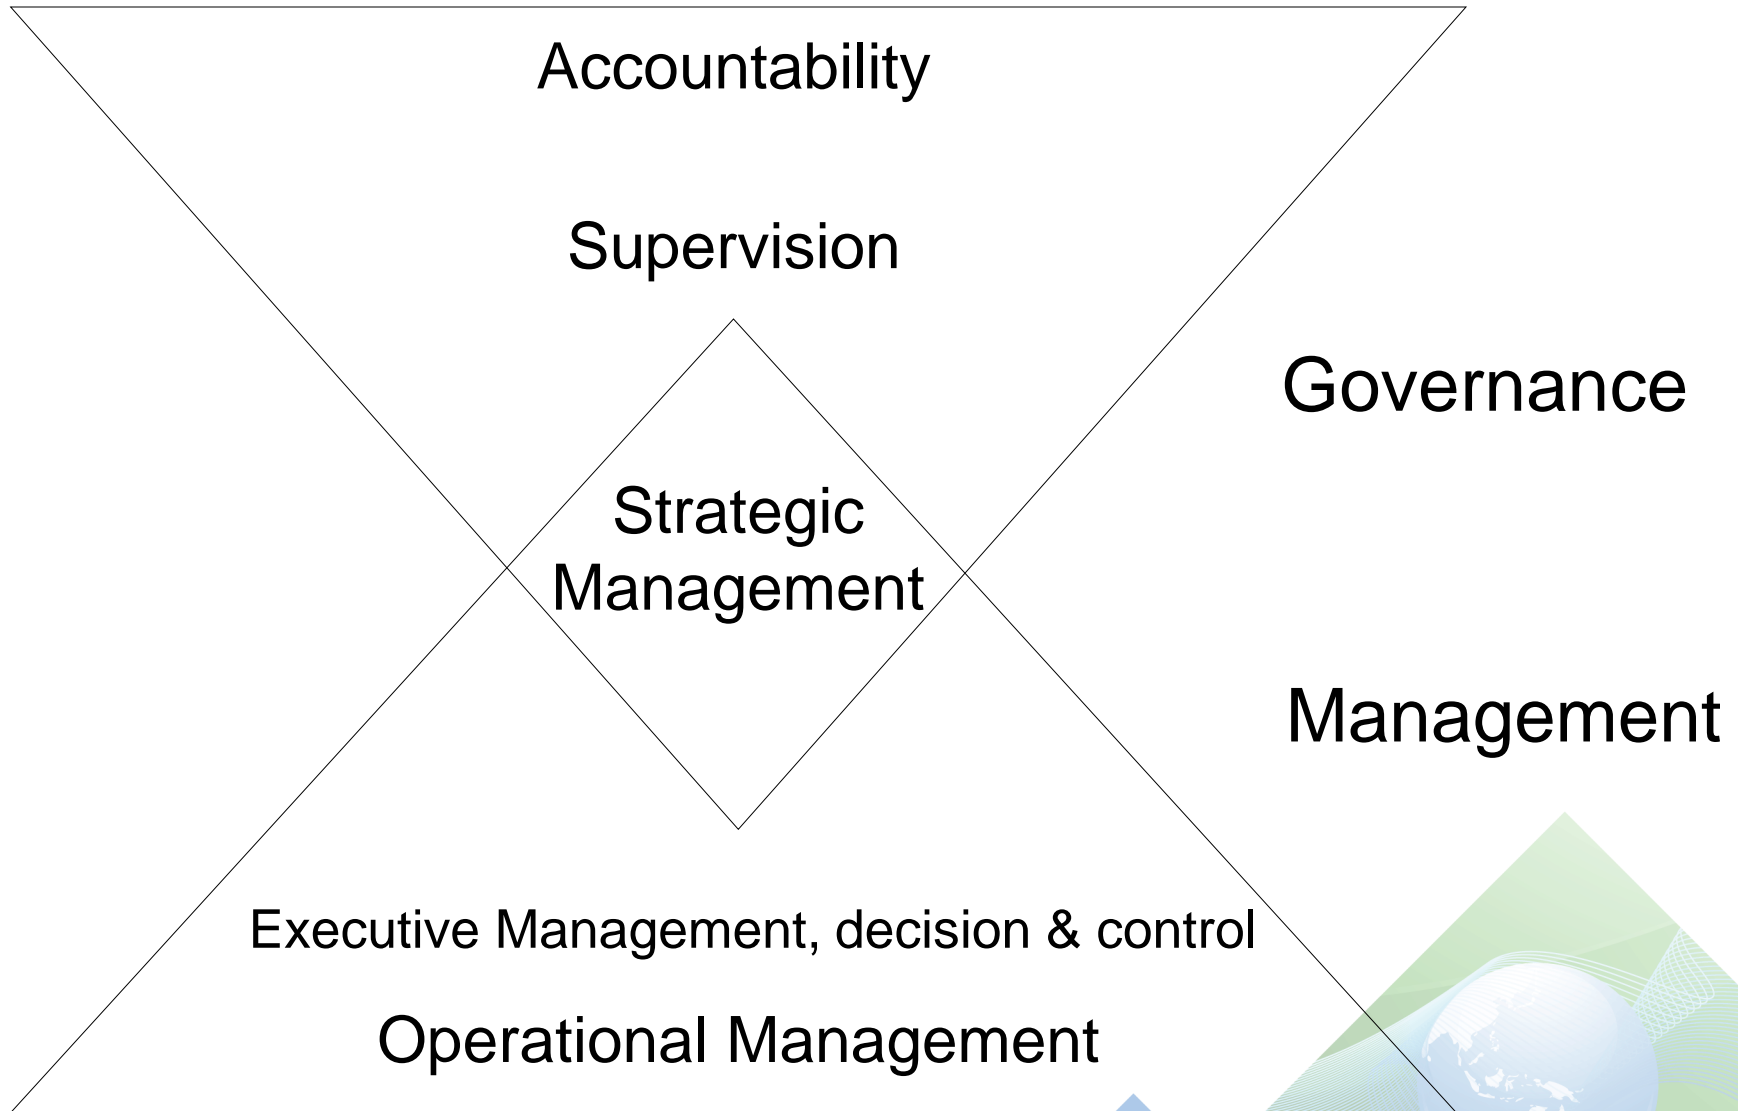 Accountability
Supervision
Governance
Strategic
Management
Management
Executive Management, decision & control
Operational Management